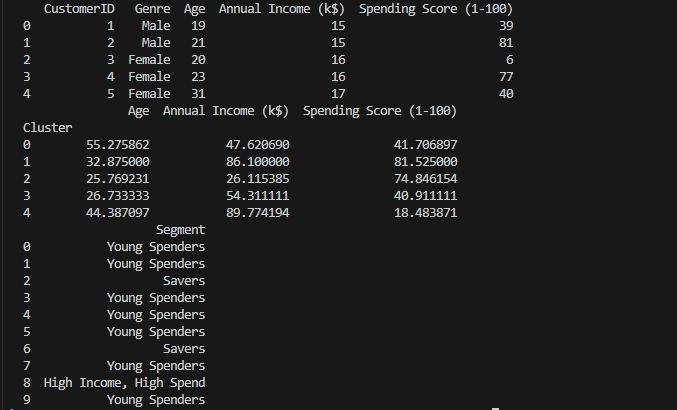 CustomerID Genre Age Annual Income (k$) Spending Score (1-100)
0 1 Male 19 15 39
1 2 Male 21 15 81
2 3 Female 20 16 6
3 4 Female 23 16 77
4 5 Female 31 17 40
Age Annual Income (k$) Spending Score (1-100)
Cluster
0 55.275862 47.620690 41.706897
1 32.875000 86.100000 81.525000
2 25.769231 26.115385 74.846154
3 26.733333 54.311111 40.911111
4 44.387097 89.774194 18.483871
Segment
0 Young Spenders
1 Young Spenders
2 Savers
3 Young Spenders
4 Young Spenders
5 Young Spenders
6 Savers
7 Young Spenders
8 High Income, High Spend
9 Young Spenders